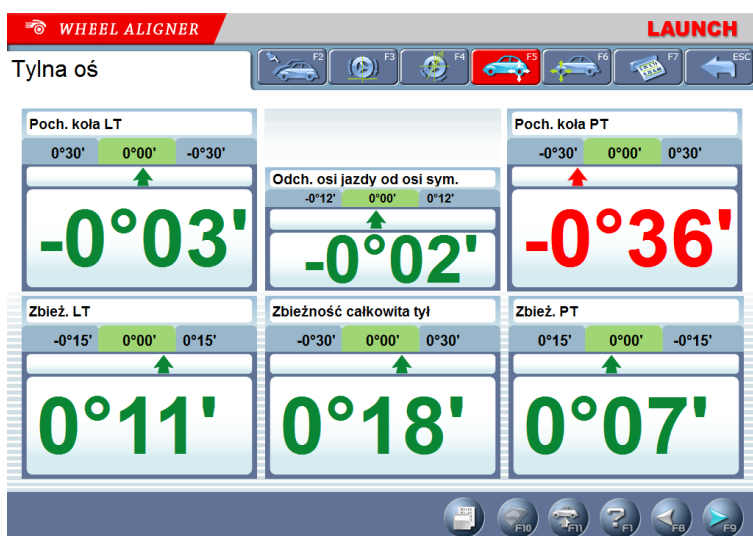 WHEEL ALIGNER
LAUNCH
Tylna oś
F2
F3
F4
F5
F6
F7
ESC
Poch. koła LT
0°30' 0°00' -0°30'
-0°03'
Odch. osi jazdy od osi sym.
-0°12' 0°00' 0°12'
-0°02'
Poch. koła PT
-0°30' 0°00' 0°30'
-0°36'
Zbież. LT
-0°15' 0°00' 0°15'
0°11'
Zbieżność całkowita tył
-0°30' 0°00' 0°30'
0°18'
Zbież. PT
0°15' 0°00' -0°15'
0°07'
F10
F11
?
F1
F8
F9